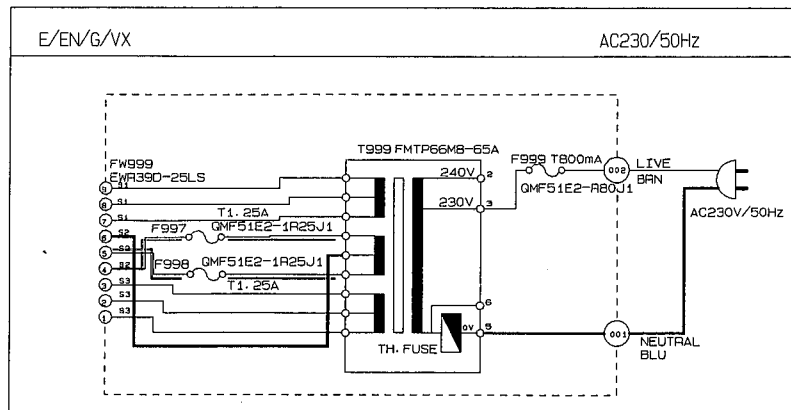 E/EN/G/VX
AC230/50Hz
T999 FMTP66M8-65A
FW999
EWR39D-25LS
F999 T800mA
QMF51E2-R80J1
002
LIVE
BRN
AC230V/50Hz
240V 2
230V 3
9 S1
8 S1
7 S1
T1.25A
6 S2
F997
QMF51E2-1R25J1
5 S2
4 S2
F998
QMF51E2-1R25J1
3 S3
T1.25A
2 S3
1 S3
6
0V 5
TH. FUSE
001
NEUTRAL
BLU